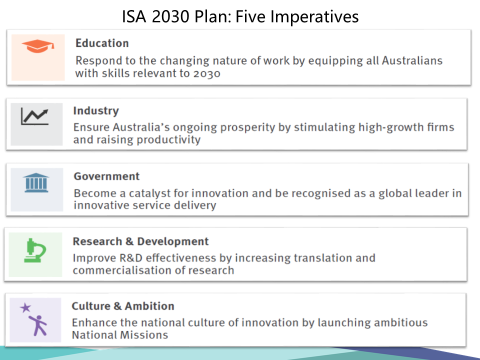 ISA 2030 Plan: Five Imperatives
Education
Respond to the changing nature of work by equipping all Australians
with skills relevant to 2030
Industry
Ensure Australia's ongoing prosperity by stimulating high-growth firms
and raising productivity
Government
Become a catalyst for innovation and be recognised as a global leader in
innovative service delivery
Research & Development
Improve R&D effectiveness by increasing translation and
commercialisation of research
Culture & Ambition
Enhance the national culture of innovation by launching ambitious
National Missions